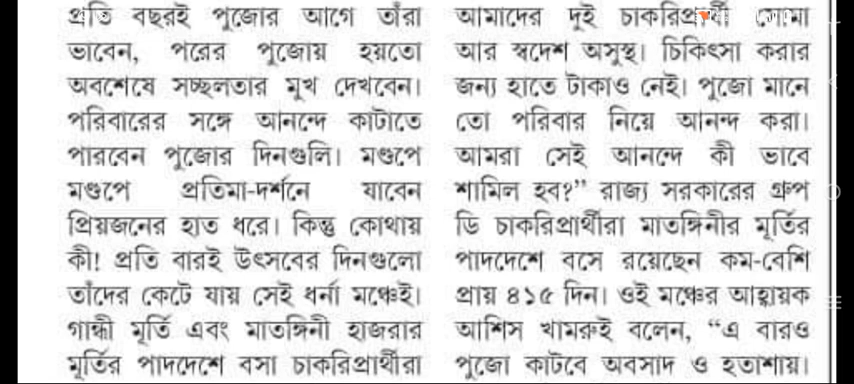 প্রতি বছরই পুজোর আগে তাঁরা
ভাবেন, পরের পুজোয় হয়তো
অবশেষে সচ্ছলতার মুখ দেখবেন।
পরিবারের সঙ্গে আনন্দে কাটাতে
পারবেন পুজোর দিনগুলি। মণ্ডপে
মণ্ডপে প্রতিমা-দর্শনে যাবেন
প্রিয়জনের হাত ধরে। কিন্তু কোথায়
কী! প্রতি বারই উৎসবের দিনগুলো
তাঁদের কেটে যায় সেই ধর্না মঞ্চেই।
গান্ধী মূর্তি এবং মাতঙ্গিনী হাজরার
মূর্তির পাদদেশে বসা চাকরিপ্রার্থীরা
আমাদের দুই চাকরিপ্রার্থী
আর স্বদেশ অসুস্থ। চিকিৎসা করার
জন্য হাতে টাকাও নেই। পুজো মানে
তো পরিবার নিয়ে আনন্দ করা।
আমরা সেই আনন্দে কী ভাবে
শামিল হব?” রাজ্য সরকারের গ্রুপ
ডি চাকরিপ্রার্থীরা মাতঙ্গিনীর মূর্তির
পাদদেশে বসে রয়েছেন কম-বেশি
প্রায় ৪১৫ দিন। ওই মঞ্চের আহ্বায়ক
আশিস খামরুই বলেন, “এ বারও
পুজো কাটবে অবসাদ ও হতাশায়।